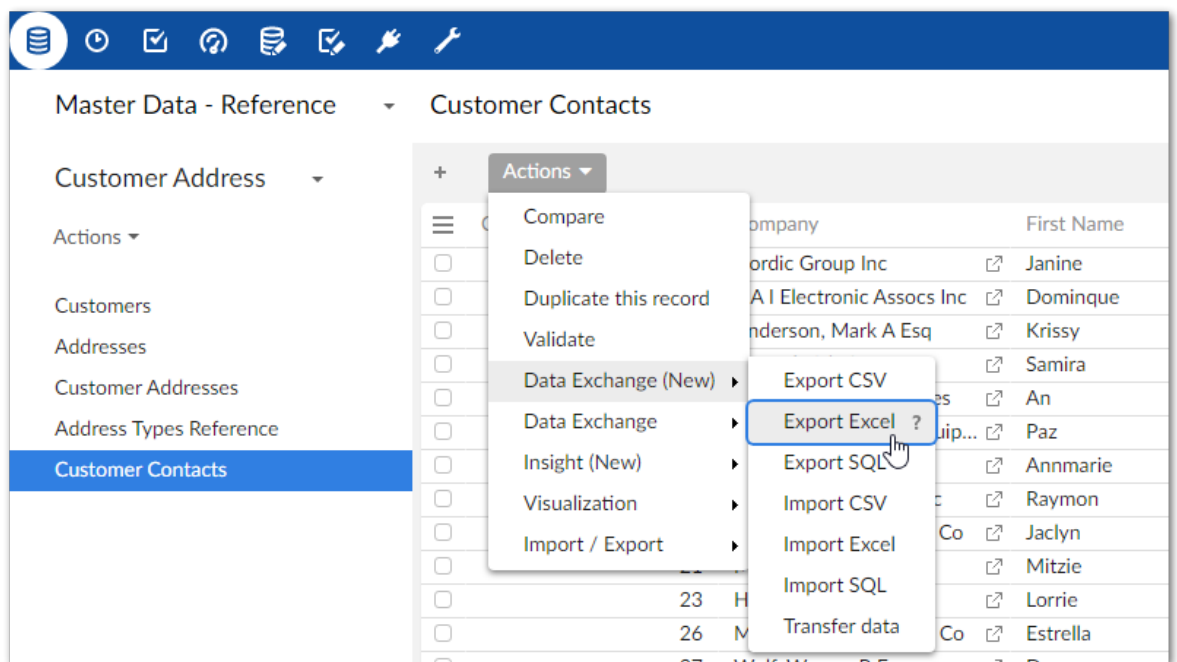 Master Data - Reference
Customer Contacts
Customer Address
Actions
Customers
Addresses
Customer Addresses
Address Types Reference
Customer Contacts
+ Actions
Compare
Delete
Duplicate this record
Validate
Data Exchange (New)
Data Exchange
Insight (New)
Visualization
Import / Export
Export CSV
Export Excel ?
Export SQL
Import CSV
Import Excel
Import SQL
Transfer data
ompany First Name
ordic Group Inc Janine
A I Electronic Assocs Inc Dominque
nderson, Mark A Esq Krissy
Samira
es An
uip... Paz
Annmarie
Raymon
Co Jaclyn
Mitzie
23 H Lorrie
26 M Co Estrella